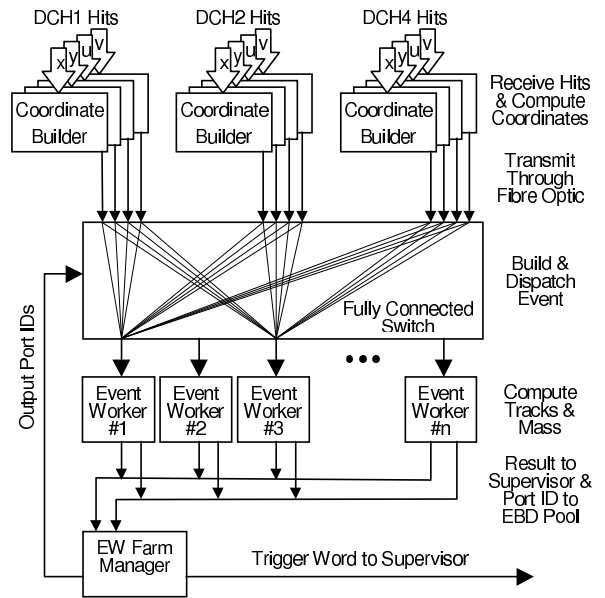 DCH1 Hits
DCH2 Hits
DCH4 Hits
x
y
u
v
x
y
u
v
x
y
u
v
Coordinate
Builder
Coordinate
Builder
Coordinate
Builder
Receive Hits
& Compute
Coordinates
Transmit
Through
Fibre Optic
Build &
Dispatch
Event
Fully Connected
Switch
Output Port IDs
Event
Worker
#1
Event
Worker
#2
Event
Worker
#3
Event
Worker
#n
Compute
Tracks &
Mass
Result to
Supervisor &
Port ID to
EBD Pool
EW Farm
Manager
Trigger Word to Supervisor